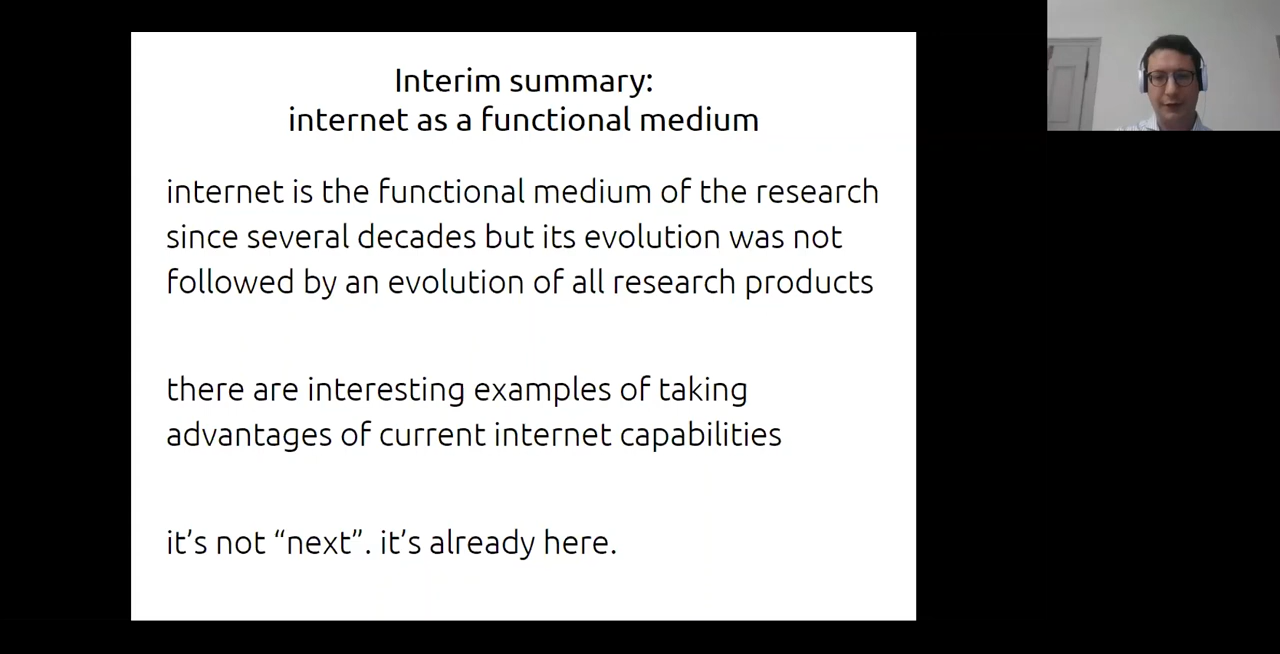 Interim summary:
internet as a functional medium
internet is the functional medium of the research
since several decades but its evolution was not
followed by an evolution of all research products
there are interesting examples of taking
advantages of current internet capabilities
it’s not “next”. it’s already here.